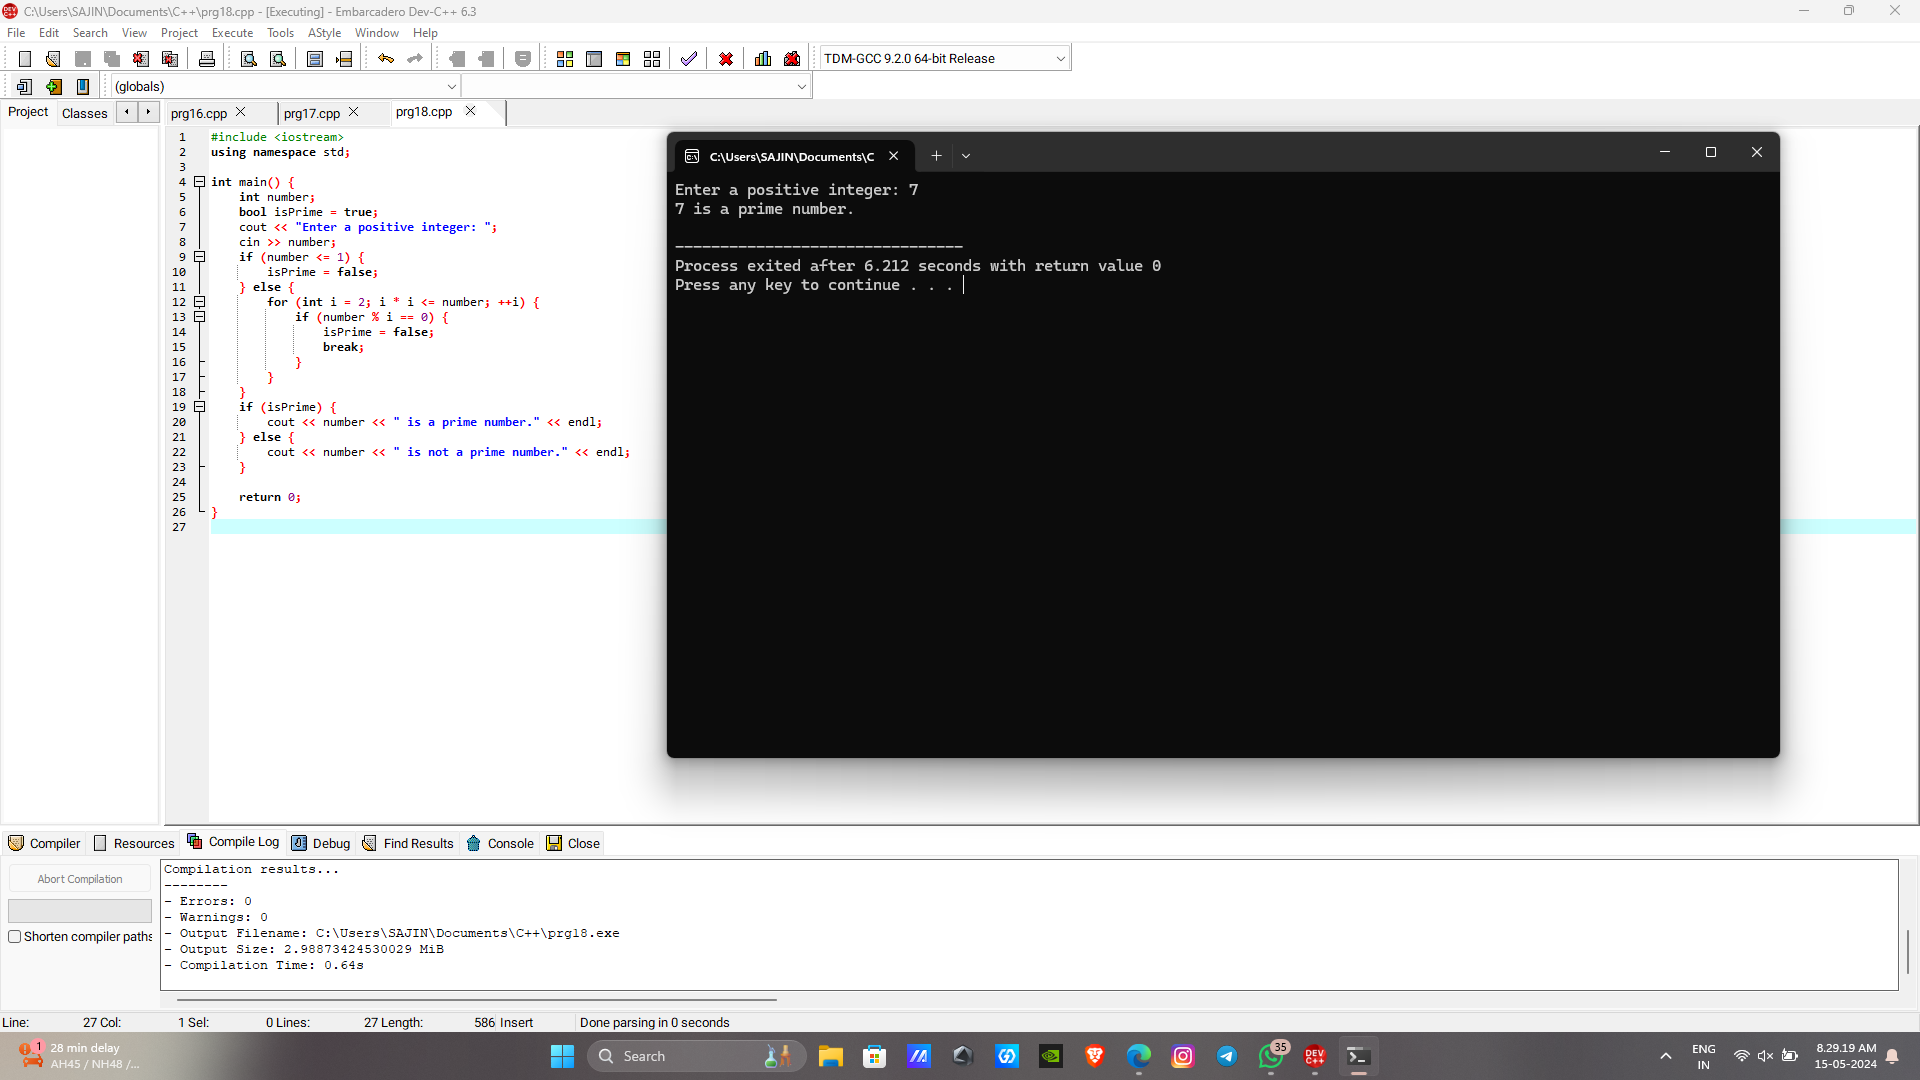 C:\Users\SAJIN\Documents\C++\prg18.cpp - [Executing] - Embarcadero Dev-C++ 6.3
File Edit Search View Project Execute Tools AStyle Window Help
TDM-GCC 9.2.0 64-bit Release
(globals)
Project Classes
prg16.cpp prg17.cpp prg18.cpp
1 #include <iostream>
2 using namespace std;
3
4 int main() {
5 int number;
6 bool isPrime = true;
7 cout << "Enter a positive integer: ";
8 cin >> number;
9 if (number <= 1) {
10 isPrime = false;
11 } else {
12 for (int i = 2; i * i <= number; ++i) {
13 if (number % i == 0) {
14 isPrime = false;
15 break;
16 }
17 }
18 }
19 if (isPrime) {
20 cout << number << " is a prime number." << endl;
21 } else {
22 cout << number << " is not a prime number." << endl;
23 }
24
25 return 0;
26 }
27
C:\Users\SAJIN\Documents\C
Enter a positive integer: 7
7 is a prime number.
--------------------------------
Process exited after 6.212 seconds with return value 0
Press any key to continue . . .
Compiler Resources Compile Log Debug Find Results Console Close
Abort Compilation
Shorten compiler paths
Compilation results...
--------
- Errors: 0
- Warnings: 0
- Output Filename: C:\Users\SAJIN\Documents\C++\prg18.exe
- Output Size: 2.98873424530029 MiB
- Compilation Time: 0.64s
Line: 27 Col: 1 Sel: 0 Lines: 27 Length: 586 Insert Done parsing in 0 seconds
1
28 min delay
AH45 / NH48 /...
Search
35
DEV
C++
ENG
IN
8.29.19 AM
15-05-2024